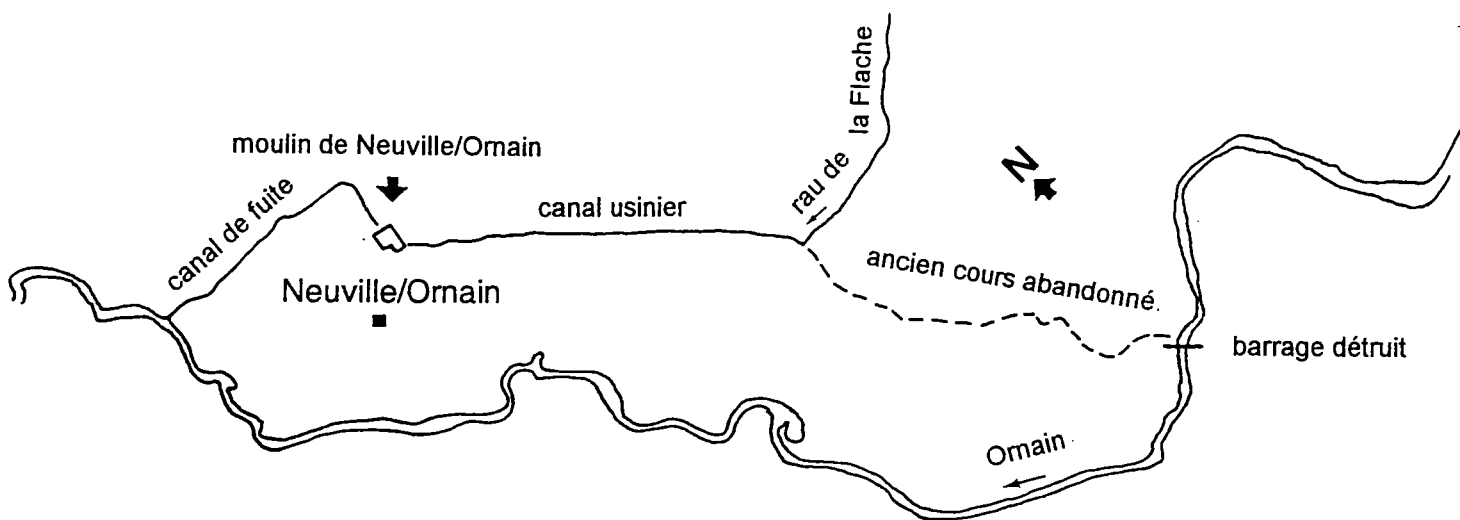 rau de la Flache
moulin de Neuville/Ornain
N
canal de fuite
canal usinier
ancien cours abandonné.
Neuville/Ornain
barrage détruit
Ornain